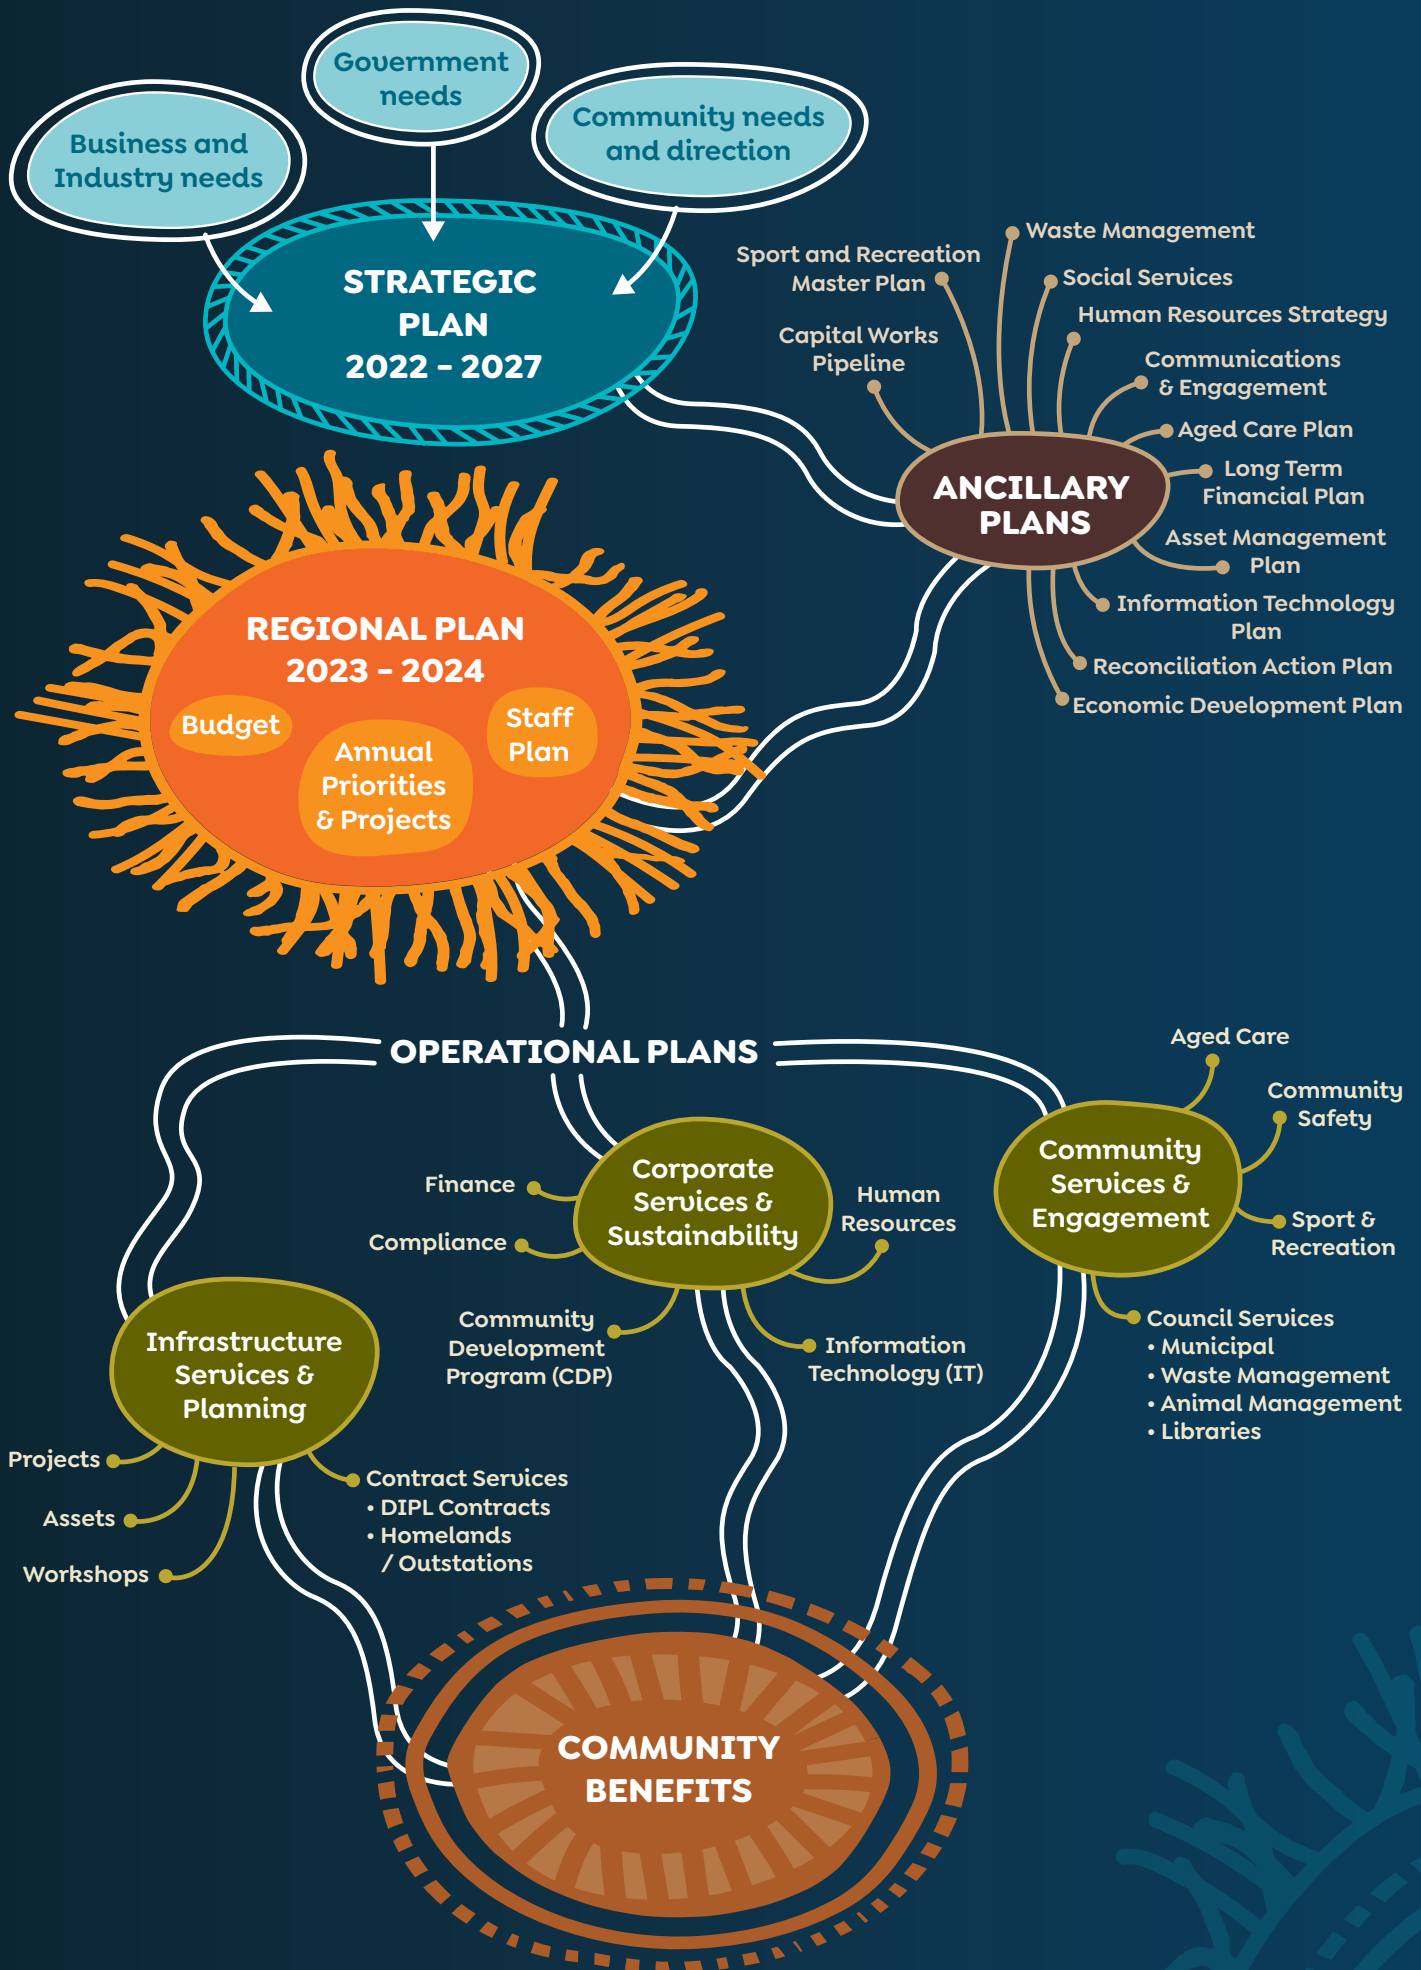 Government
needs
Business and
Industry needs
Community needs
and direction
STRATEGIC
PLAN
2022 – 2027
Sport and Recreation
Master Plan
Capital Works
Pipeline
Waste Management
Social Services
Human Resources Strategy
Communications
& Engagement
Aged Care Plan
Long Term
Financial Plan
Asset Management
Plan
Information Technology
Plan
Reconciliation Action Plan
Economic Development Plan
ANCILLARY
PLANS
REGIONAL PLAN
2023 – 2024
Budget
Annual
Priorities
& Projects
Staff
Plan
OPERATIONAL PLANS
Infrastructure
Services &
Planning
Projects
Assets
Workshops
Contract Services
• DIPL Contracts
• Homelands
/ Outstations
Corporate
Services &
Sustainability
Finance
Compliance
Community
Development
Program (CDP)
Human
Resources
Information
Technology (IT)
Community
Services &
Engagement
Aged Care
Community
Safety
Sport &
Recreation
Council Services
• Municipal
• Waste Management
• Animal Management
• Libraries
COMMUNITY
BENEFITS